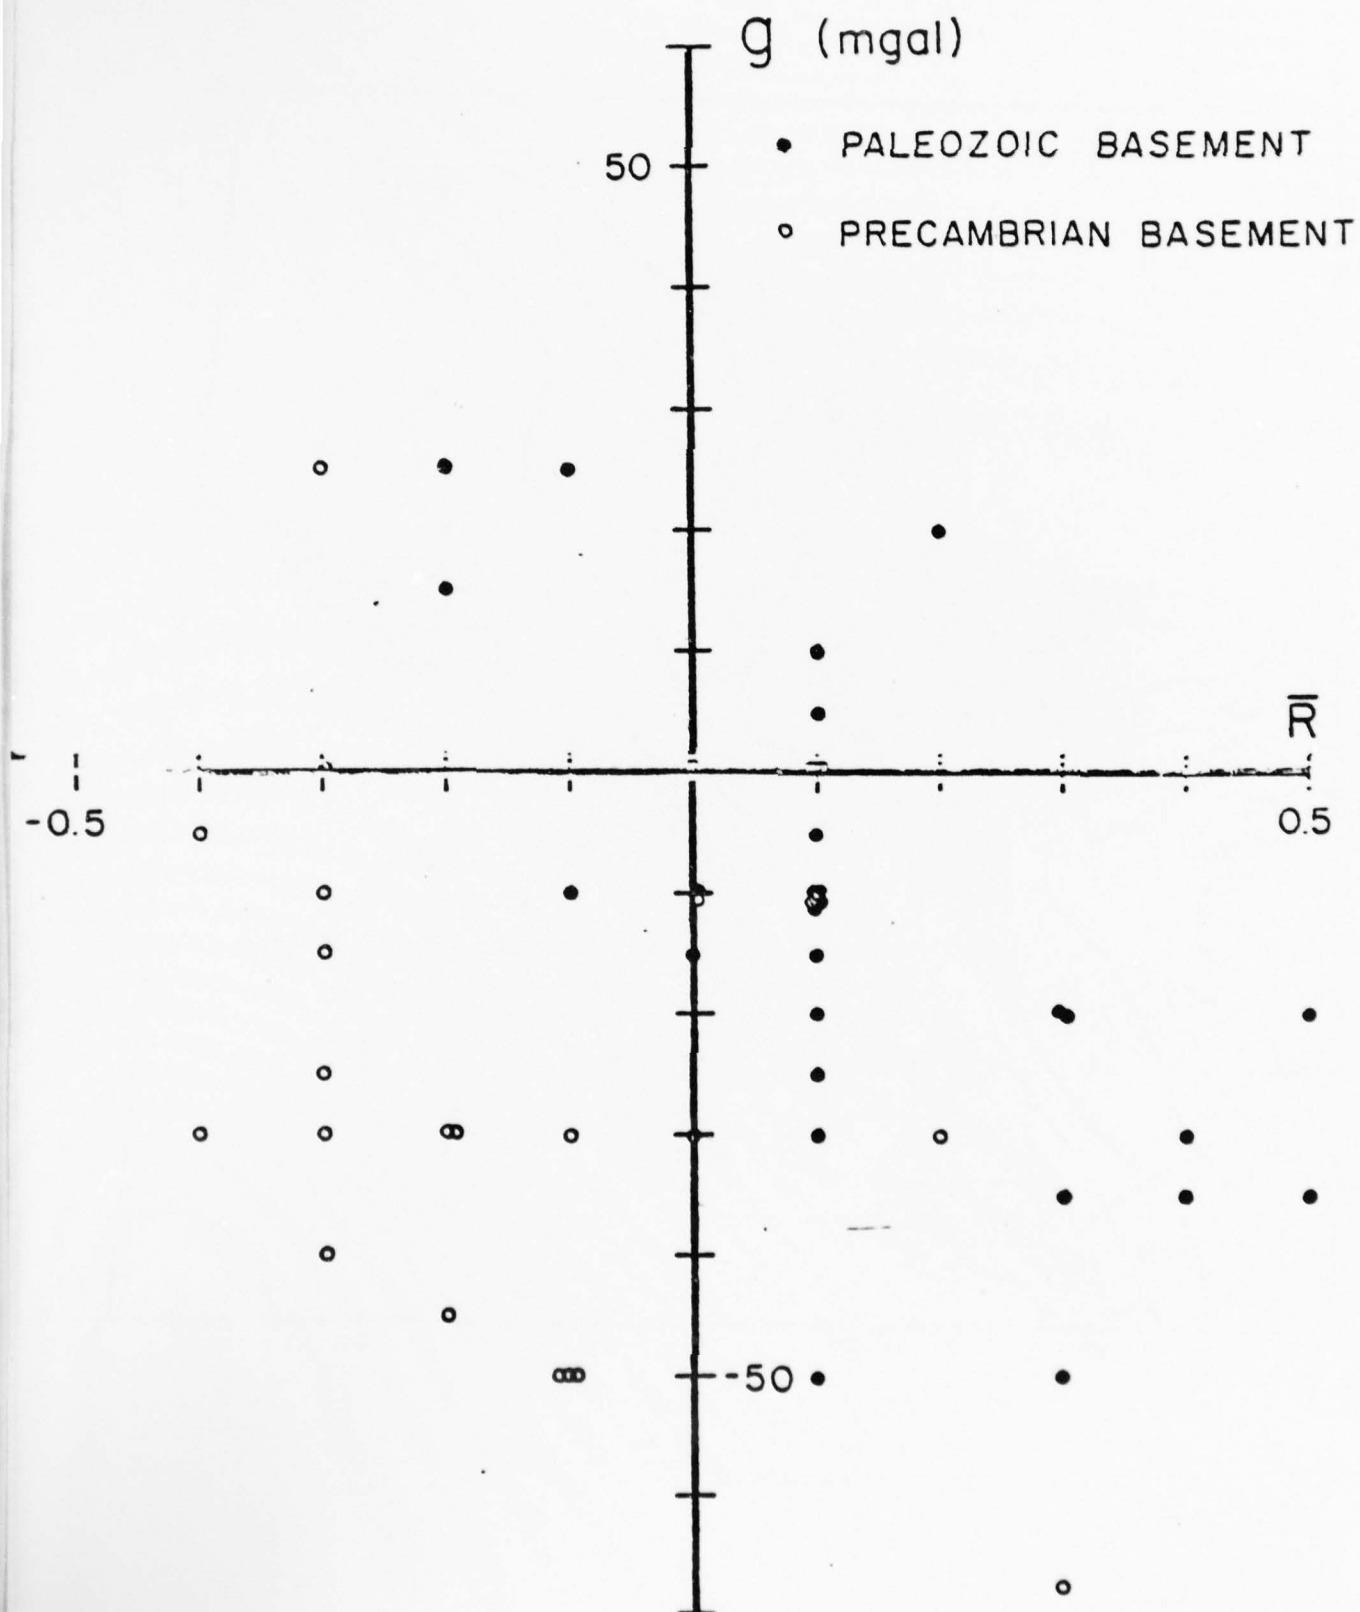 g (mgal)
PALEOZOIC BASEMENT
50
PRECAMBRIAN BASEMENT
R̅
-0.5
0.5
-50